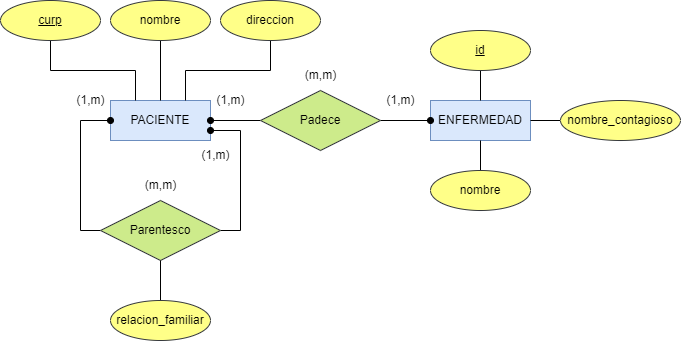 curp
nombre
direccion
id
(m,m)
(1,m)
(1,m)
(1,m)
PACIENTE
Padece
ENFERMEDAD
nombre_contagioso
(1,m)
(m,m)
nombre
Parentesco
relacion_familiar